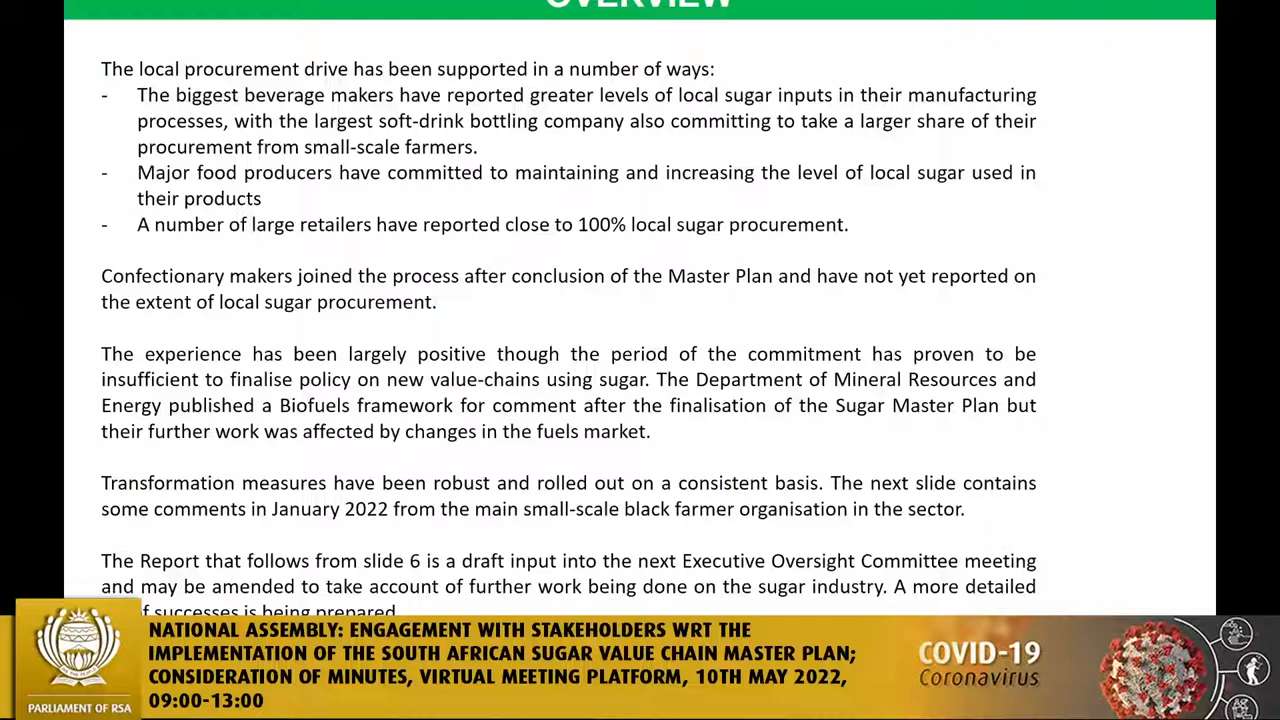 OVERVIEW
The local procurement drive has been supported in a number of ways:
- The biggest beverage makers have reported greater levels of local sugar inputs in their manufacturing
processes, with the largest soft-drink bottling company also committing to take a larger share of their
procurement from small-scale farmers.
- Major food producers have committed to maintaining and increasing the level of local sugar used in
their products
- A number of large retailers have reported close to 100% local sugar procurement.
Confectionary makers joined the process after conclusion of the Master Plan and have not yet reported on
the extent of local sugar procurement.
The experience has been largely positive though the period of the commitment has proven to be
insufficient to finalise policy on new value-chains using sugar. The Department of Mineral Resources and
Energy published a Biofuels framework for comment after the finalisation of the Sugar Master Plan but
their further work was affected by changes in the fuels market.
Transformation measures have been robust and rolled out on a consistent basis. The next slide contains
some comments in January 2022 from the main small-scale black farmer organisation in the sector.
The Report that follows from slide 6 is a draft input into the next Executive Oversight Committee meeting
and may be amended to take account of further work being done on the sugar industry. A more detailed
of successes is being prepared
NATIONAL ASSEMBLY: ENGAGEMENT WITH STAKEHOLDERS WRT THE
IMPLEMENTATION OF THE SOUTH AFRICAN SUGAR VALUE CHAIN MASTER PLAN;
CONSIDERATION OF MINUTES, VIRTUAL MEETING PLATFORM, 10TH MAY 2022,
09:00-13:00
PARLIAMENT OF RSA
COVID-19
Coronavirus